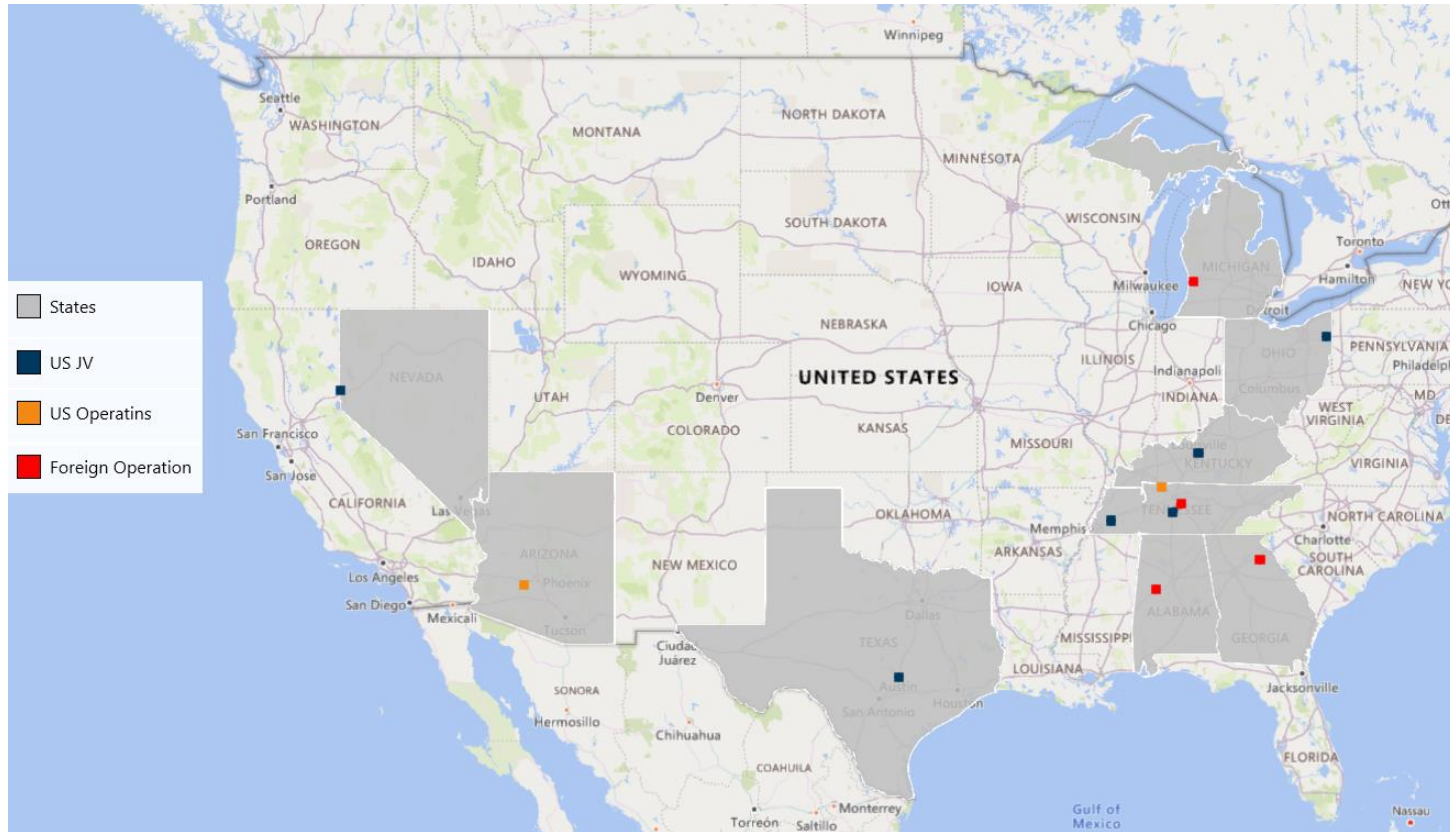 Winnipeg
Seattle
WASHINGTON
NORTH DAKOTA
MONTANA
MINNESOTA
Portland
Ott
SOUTH DAKOTA
WISCONSIN
Toronto
OREGON
IDAHO
MICHIGAN
WYOMING
Hamilton
NEW YO
IOWA
Milwaukee
States
Detroit
Chicago
NEBRASKA
PENNSYLVANIA
US JV
ILLINOIS
OHIO
Philadelp
NEVADA
UNITED STATES
Indianapoli
Columbus
UTAH
Denver
INDIANA
MD
US Operatins
WEST
VIRGINIA
DE
COLORADO
KANSAS
San Francisco
MISSOURI
Louisville
KENTUCKY
VIRGINIA
Foreign Operation
San Jose
CALIFORNIA
Las Vegas
OKLAHOMA
TENNESSEE
NORTH CAROLINA
Memphis
Charlotte
ARIZONA
ARKANSAS
SOUTH
CAROLINA
NEW MEXICO
Los Angeles
Phoenix
San Diego
Mexicali
Dallas
ALABAMA
Tucson
MISSISSIPPI
GEORGIA
Ciudad
Juárez
TEXAS
LOUISIANA
SONORA
Austin
Jacksonville
Hermosillo
San Antonio
Houston
Chihuahua
FLORIDA
COAHUILA
Monterrey
Gulf of
Mexico
Torreón
Saltillo
Nassau